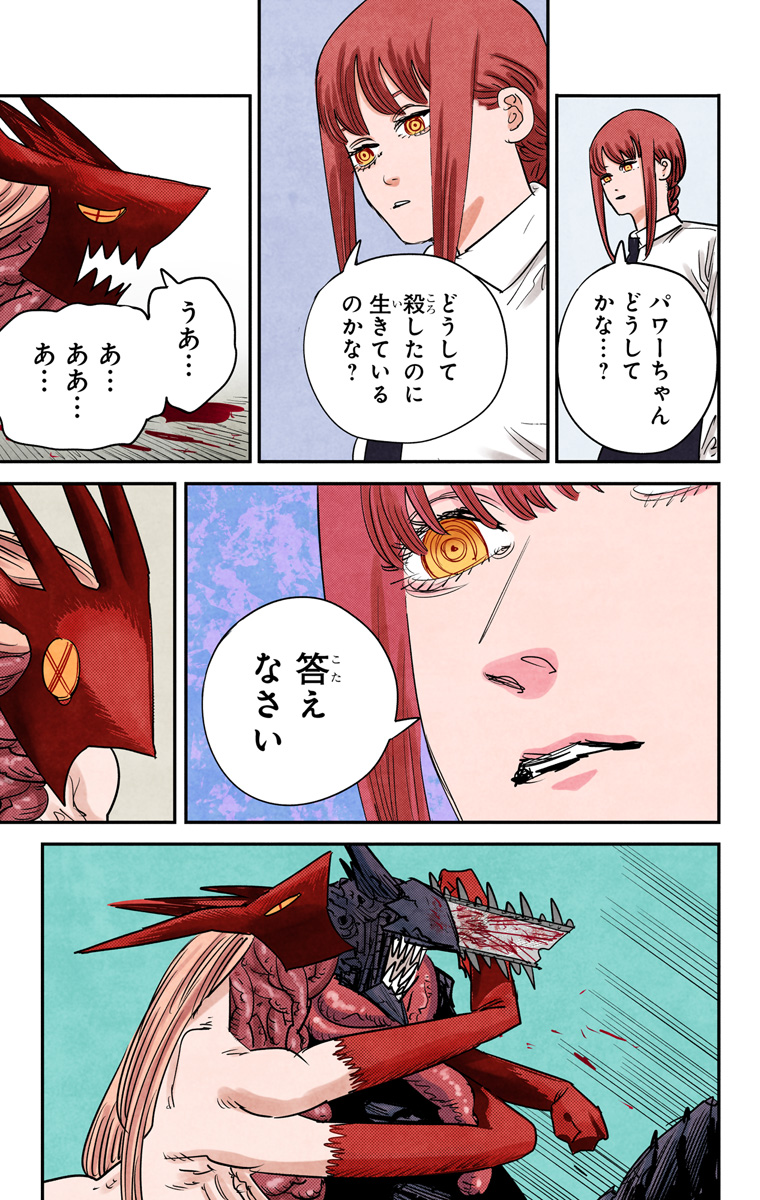 パワーちゃん
どうして
かな…?
どうして
殺したのに
生きている
のかな?
うあ…
あ…
ああ…
あ…
答え
なさい